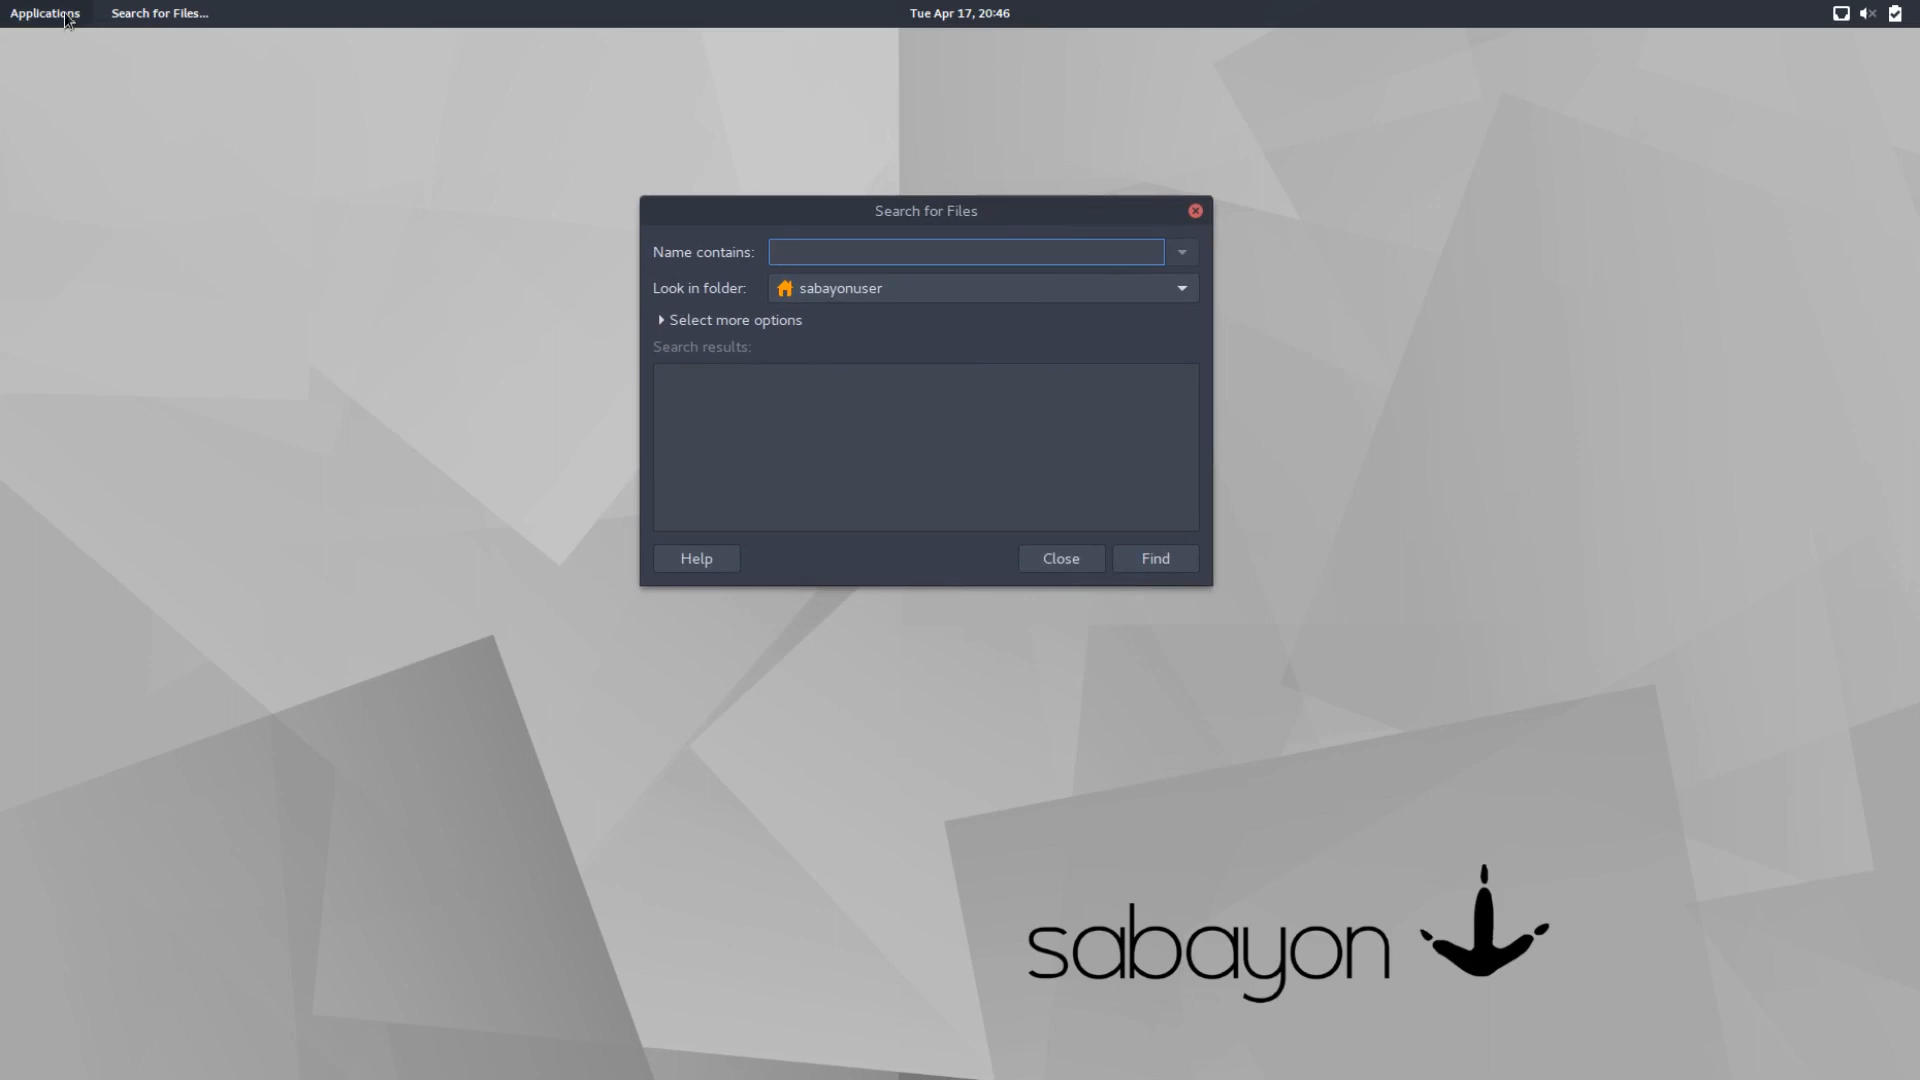 Applications Search for Files... Tue Apr 17, 20:46
Search for Files
Name contains:
Look in folder: sabayonuser
Select more options
Search results:
Help Close Find
sabayon